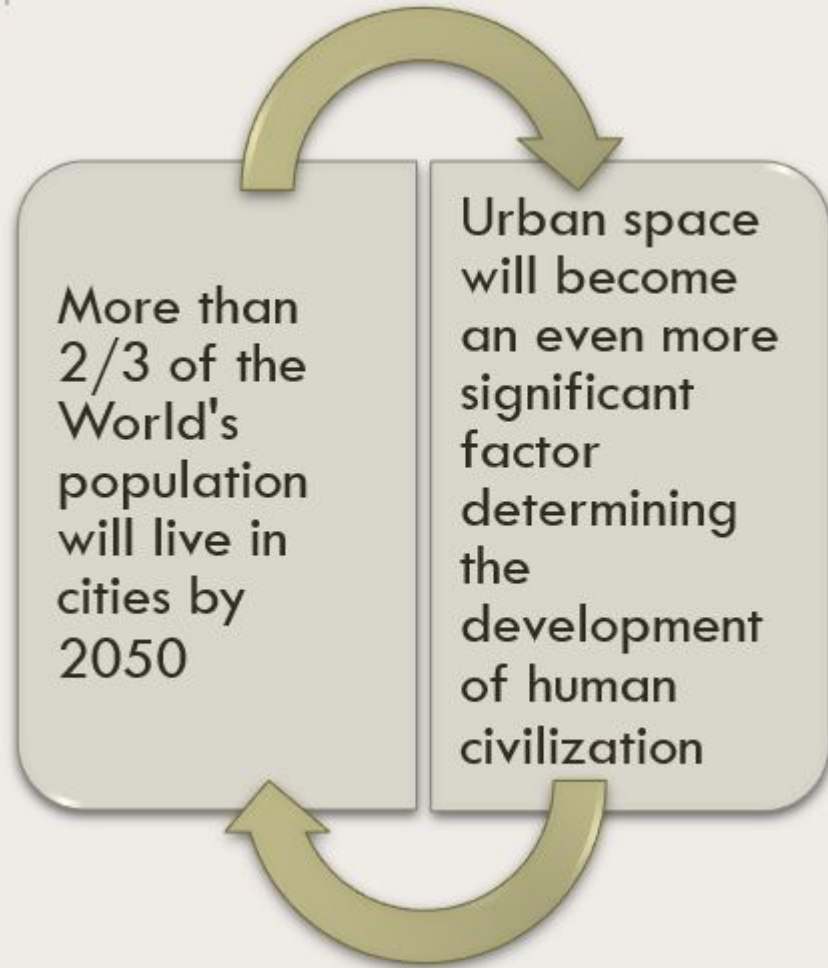 More than
2/3 of the
World's
population
will live in
cities by
2050
Urban space
will become
an even more
significant
factor
determining
the
development
of human
civilization